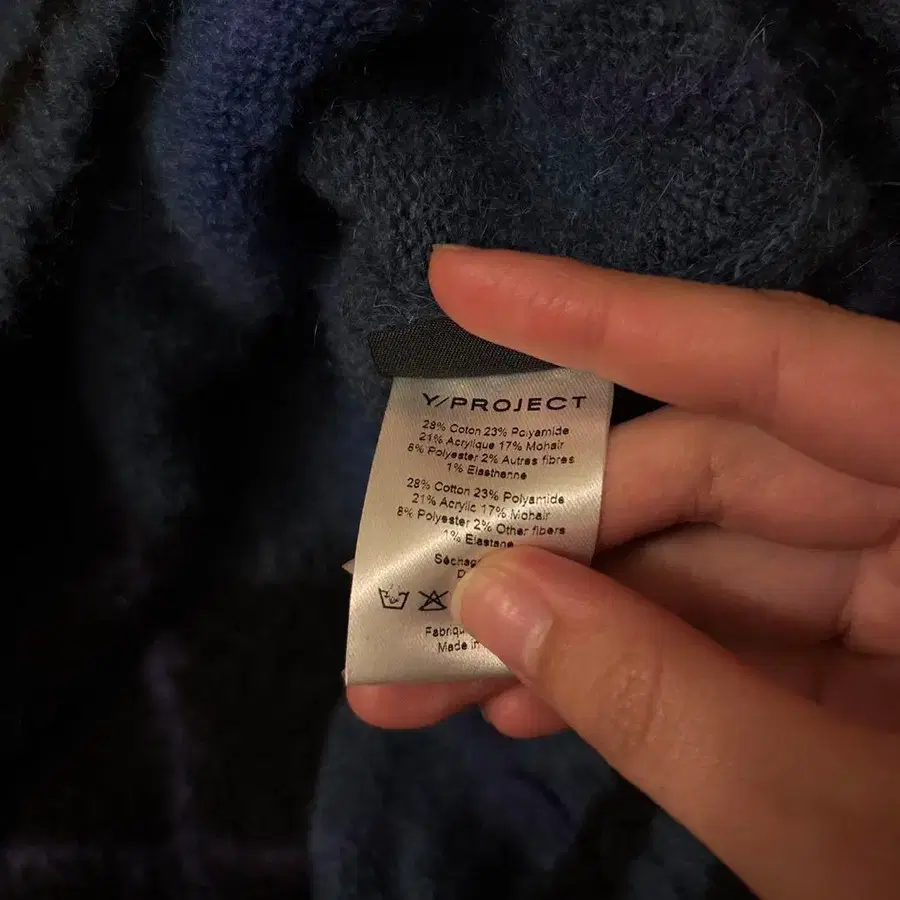 Y/PROJECT
28% Coton 23% Polyamide
21% Acrylique 17% Mohair
8% Polyester 2% Autres fibres
1% Elasthanne
28% Cotton 23% Polyamide
21% Acrylic 17% Mohair
8% Polyester 2% Other fibers
1% Elastane
Made in